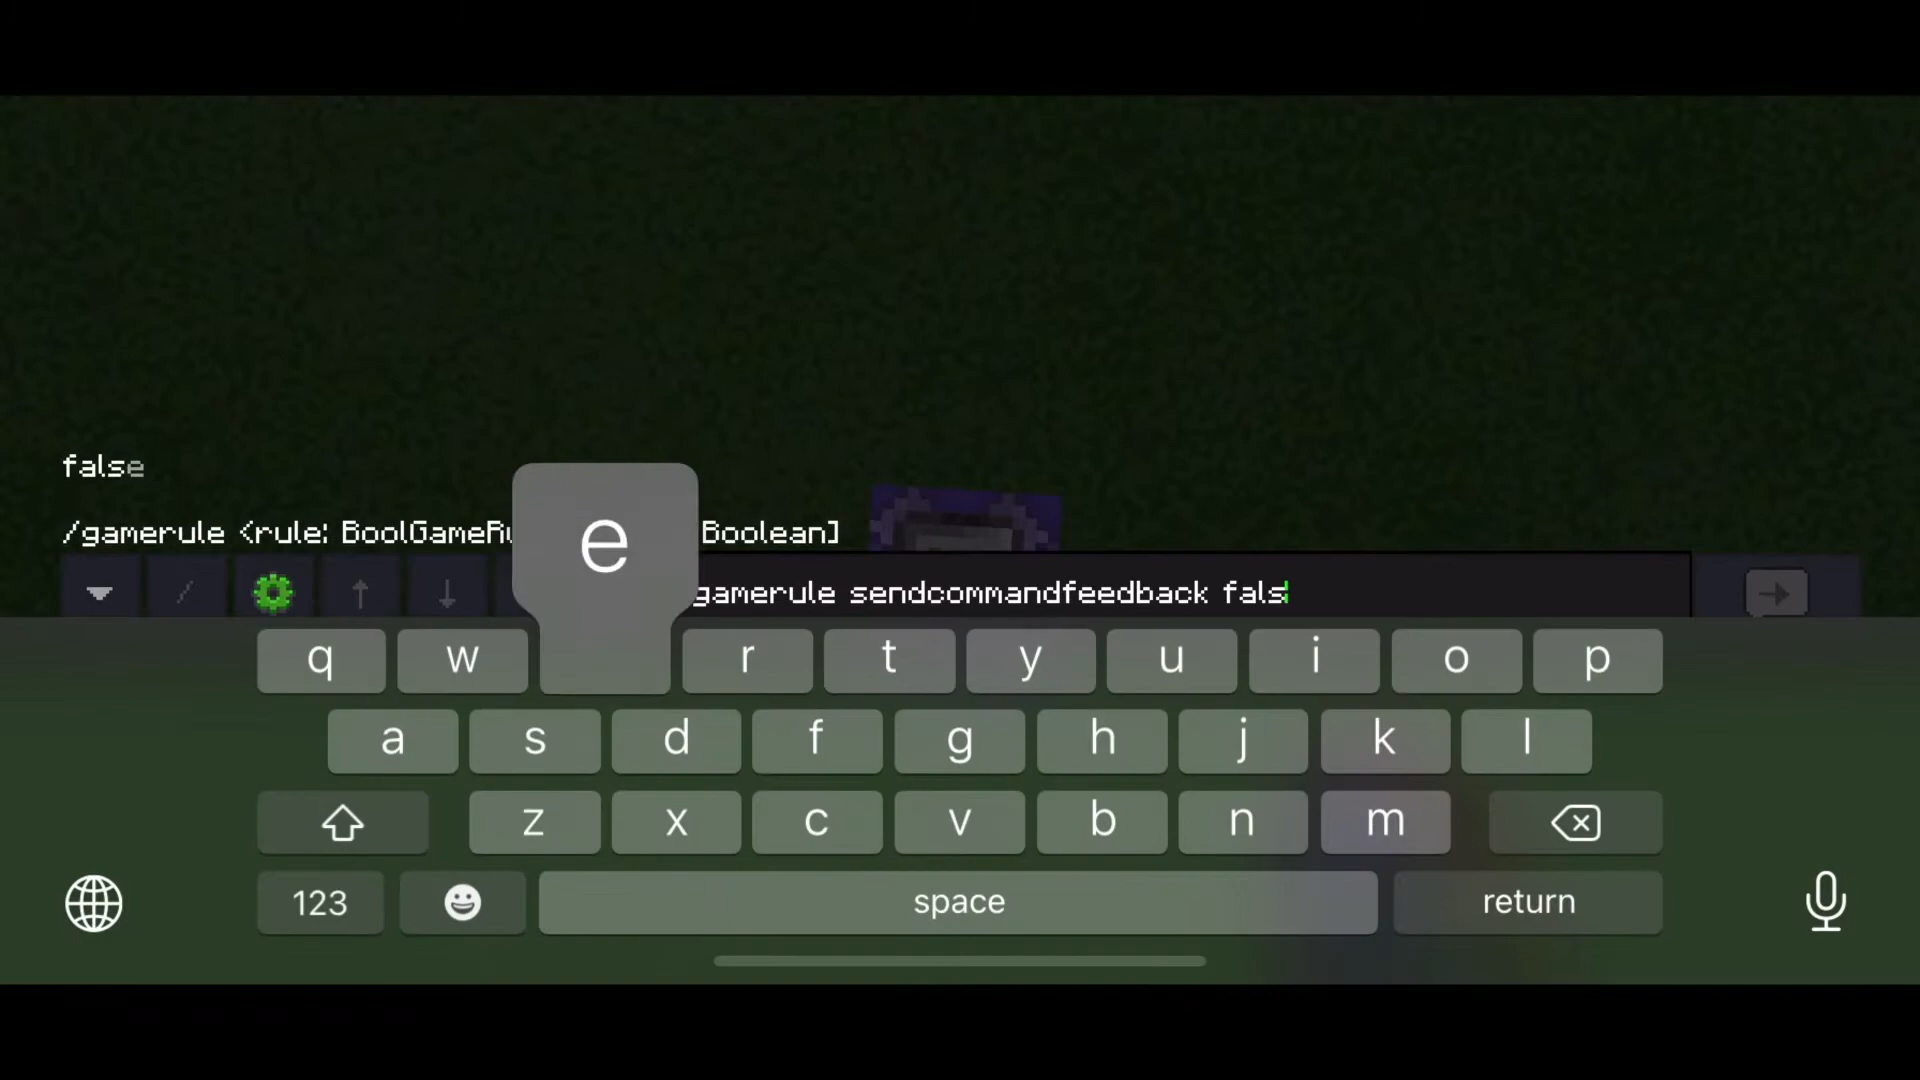 false
/gamerule <rule: BoolGameRu Boolean]
gamerule sendcommandfeedback fals
e
q w r t y u i o p
a s d f g h j k l
z x c v b n m
123 space return